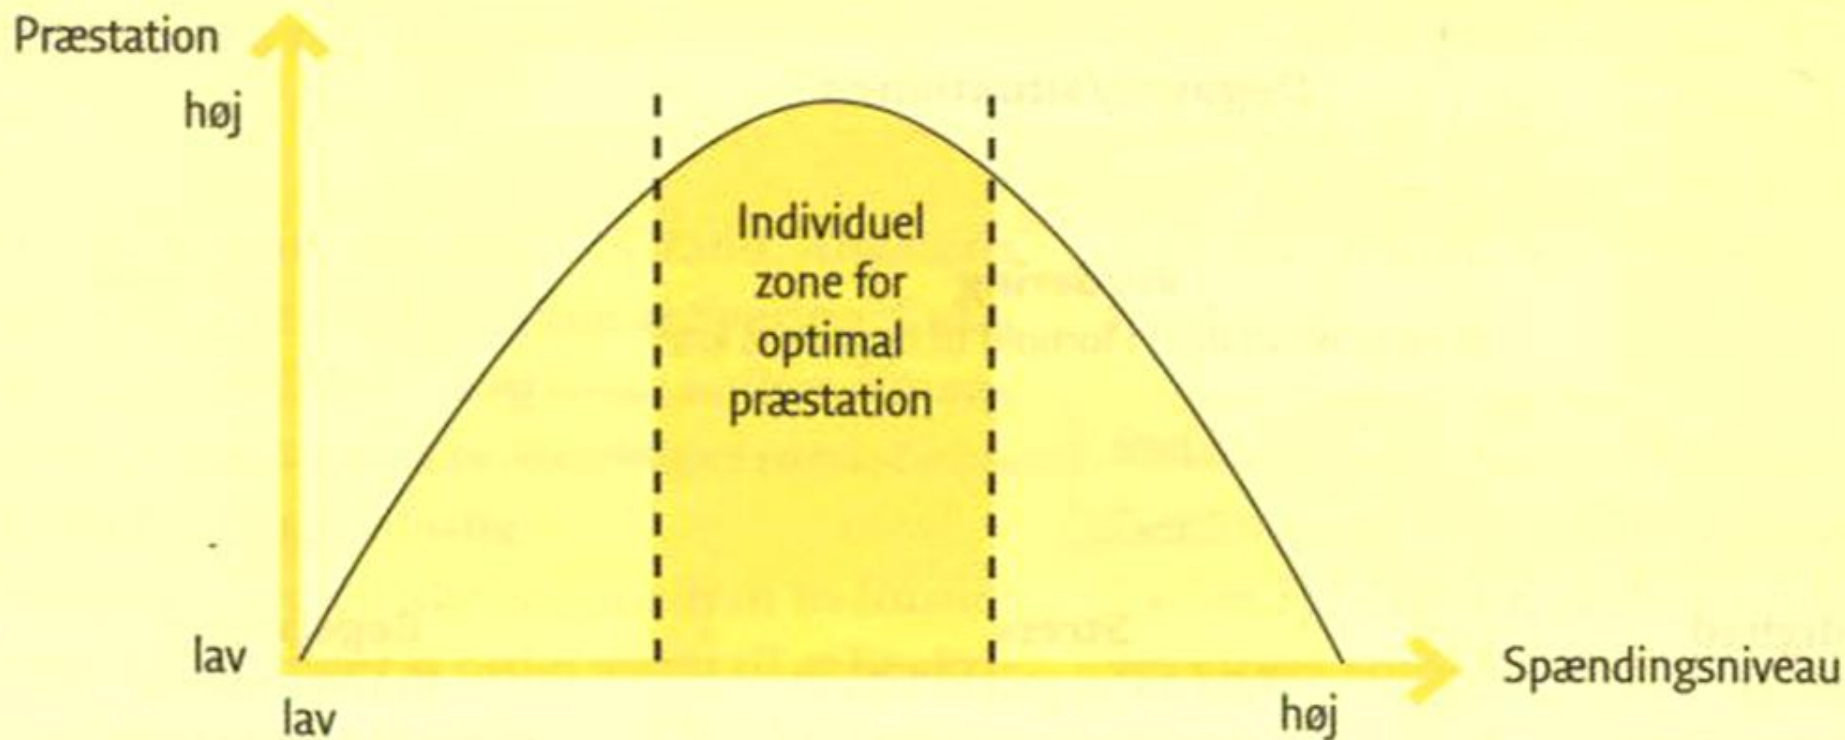 Præstation
høj
Individuel
zone for
optimal
præstation
lav
Spændingsniveau
lav
høj